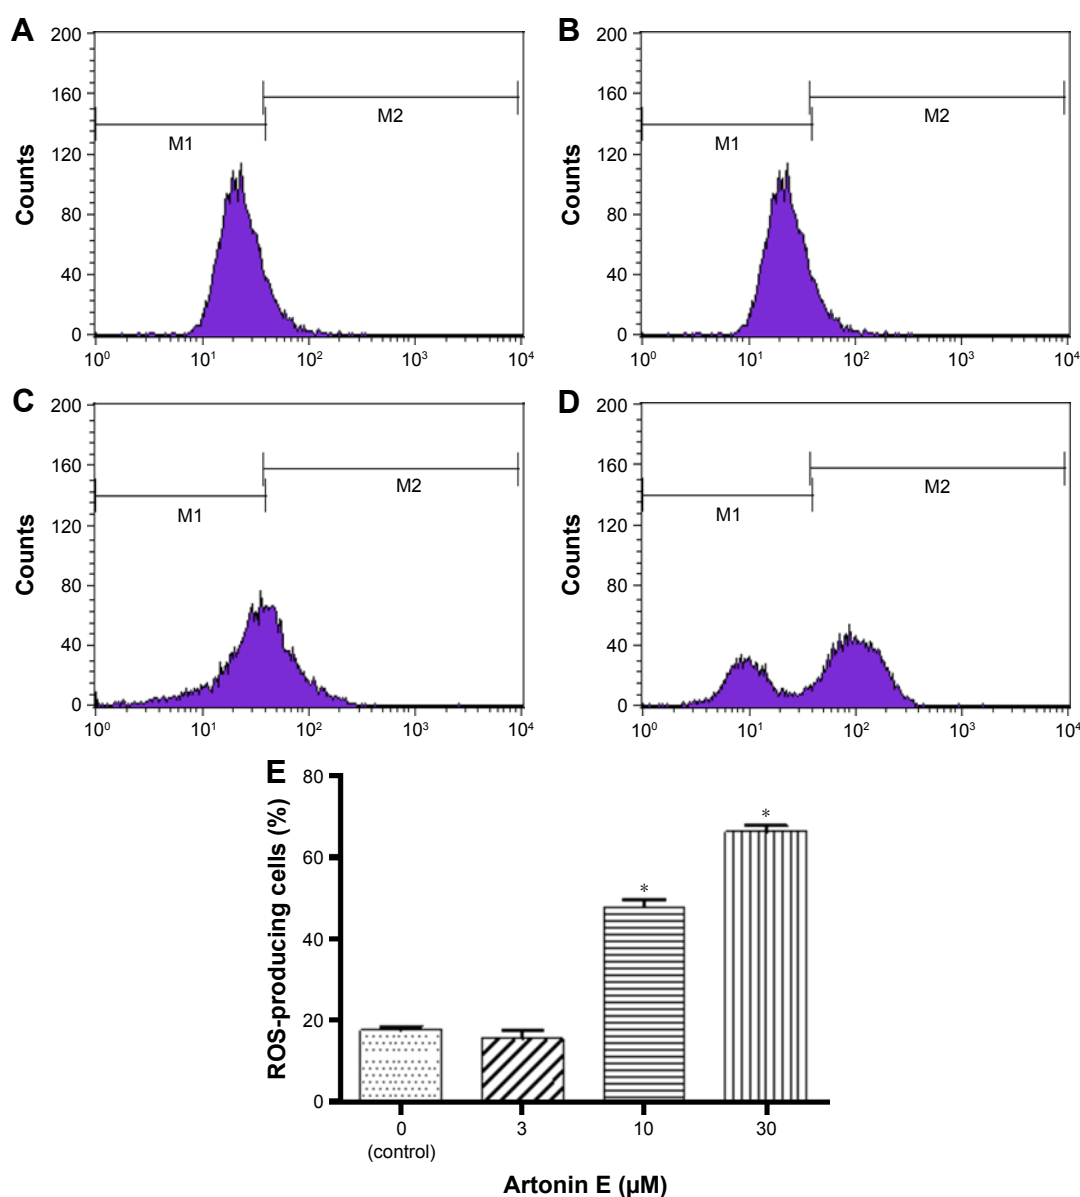 A
B
200
160
120
80
40
0
Counts
M1
M2
10⁰
10¹
10²
10³
10⁴
200
160
120
80
40
0
Counts
M1
M2
10⁰
10¹
10²
10³
10⁴
C
D
200
160
120
80
40
0
Counts
M1
M2
10⁰
10¹
10²
10³
10⁴
200
160
120
80
40
0
Counts
M1
M2
10⁰
10¹
10²
10³
10⁴
E
80
60
40
20
0
ROS-producing cells (%)
*
*
0
(control)
3
10
30
Artonin E (µM)